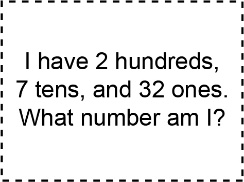 I have 2 hundreds,
7 tens, and 32 ones.
What number am I?